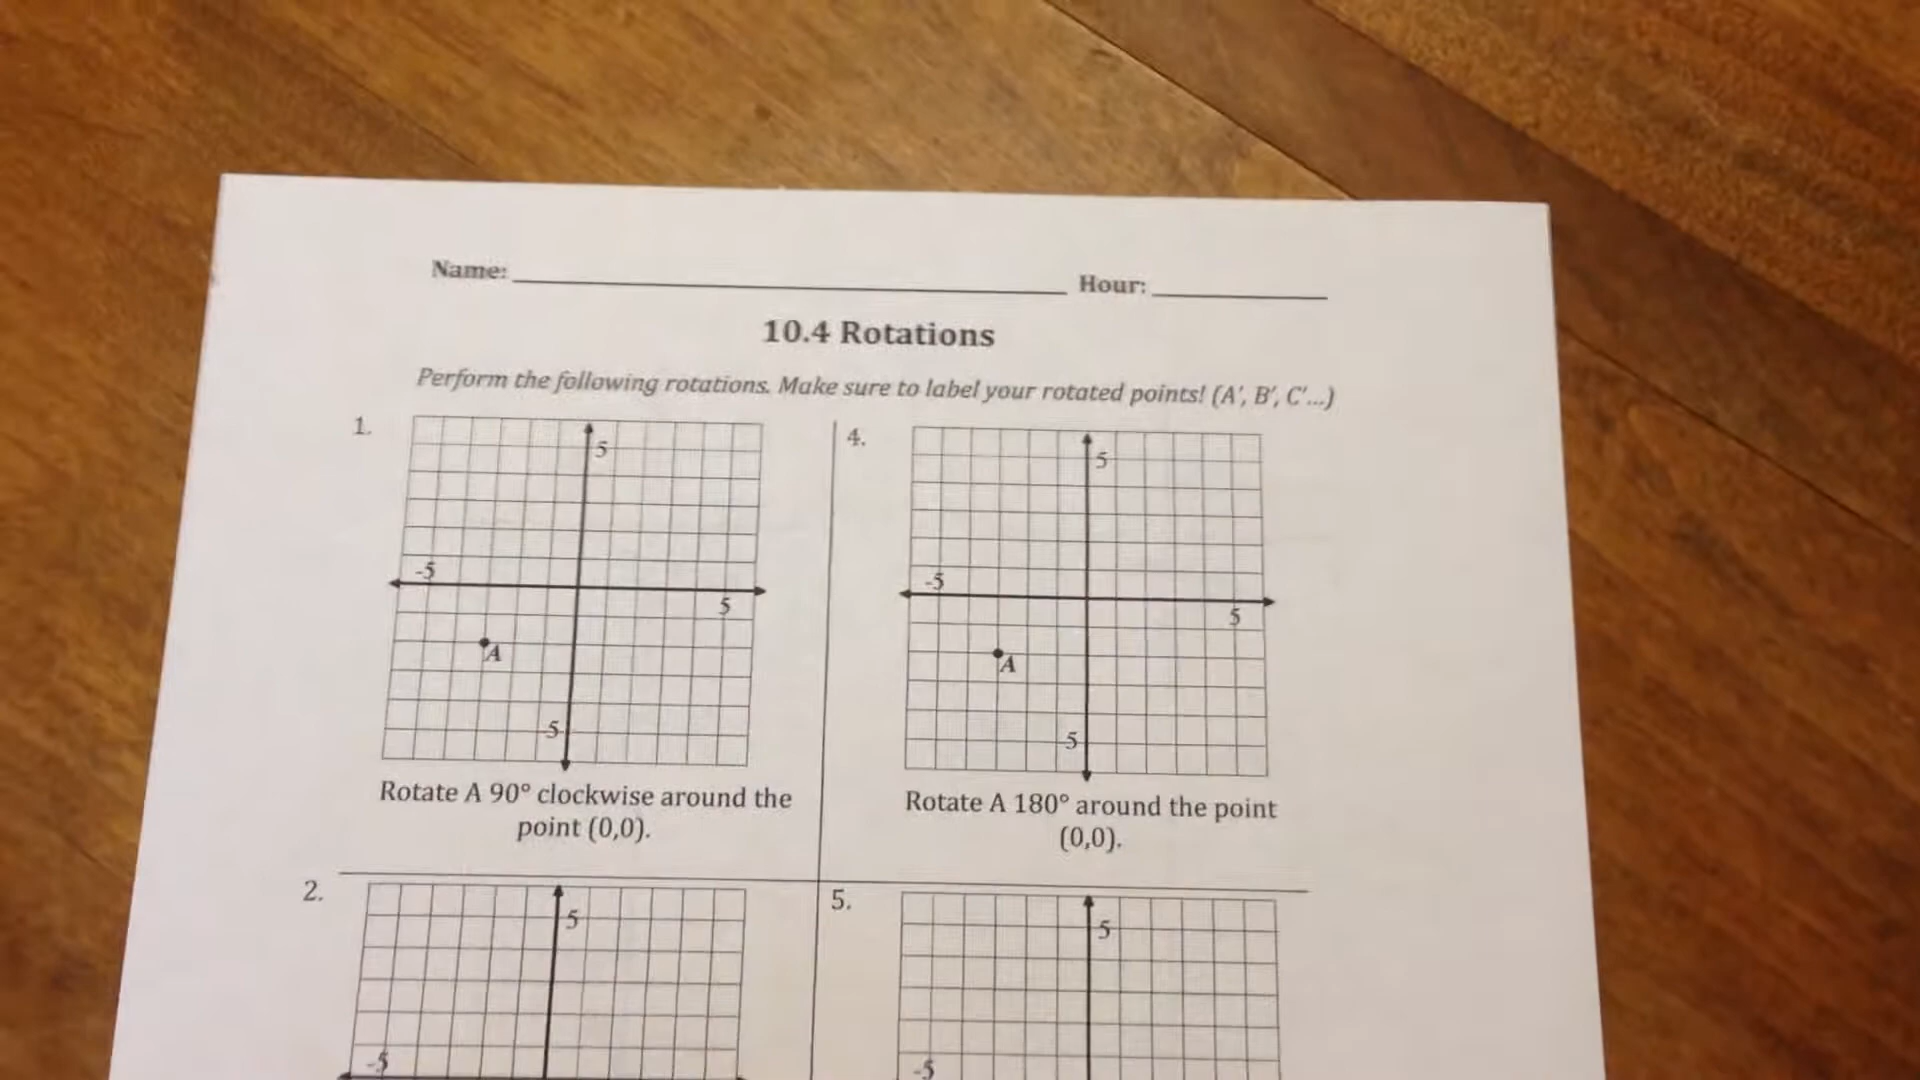 Name: Hour:
10.4 Rotations
Perform the following rotations. Make sure to label your rotated points! (A′, B′, C′...)
1.
5
-5
5
A
-5
Rotate A 90° clockwise around the
point (0,0).
4.
5
-5
5
A
5
Rotate A 180° around the point
(0,0).
2.
5
-5
5.
5
-5